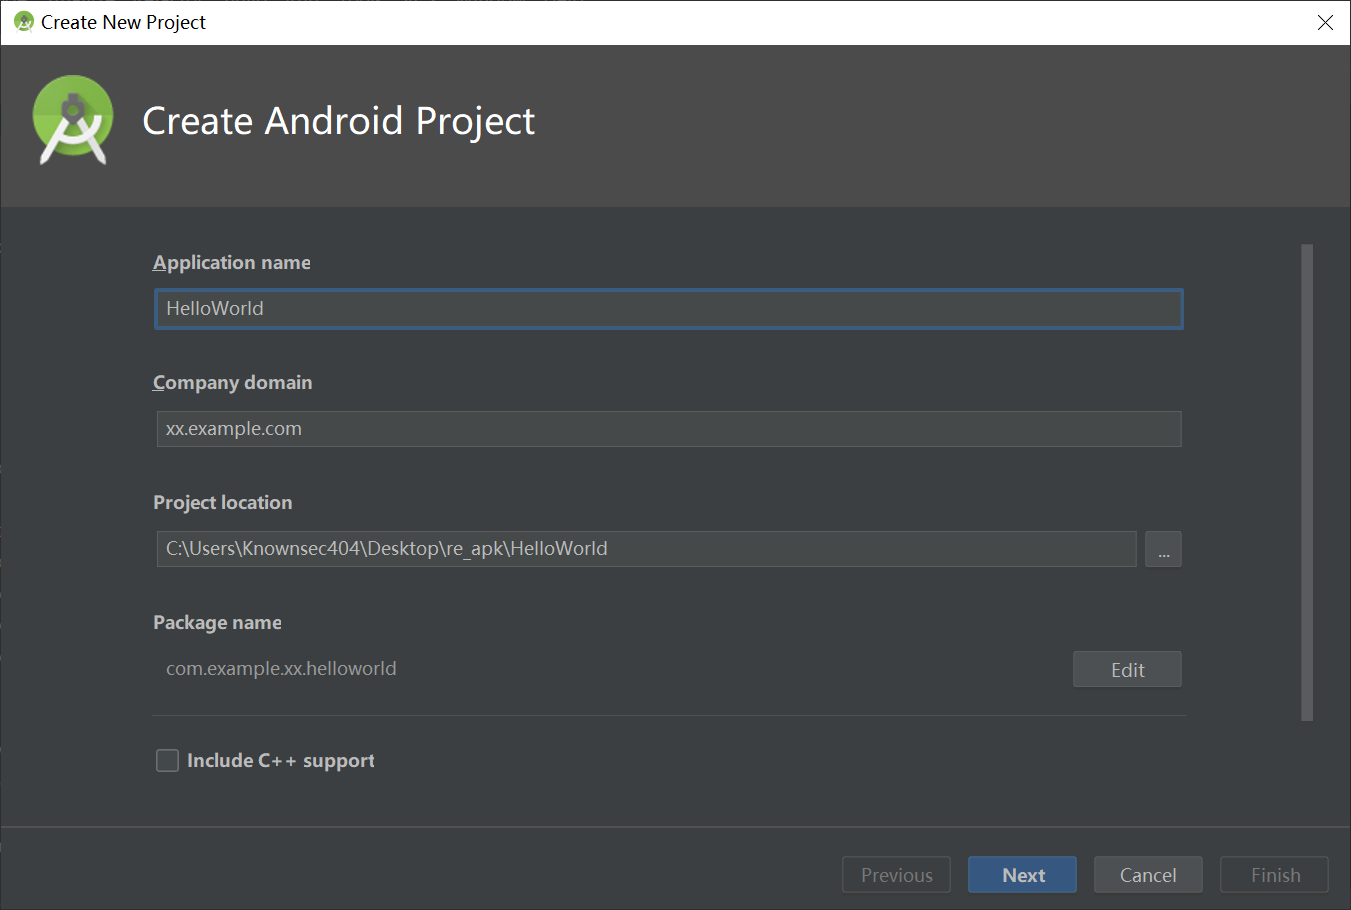 Create New Project
Create Android Project
Application name
HelloWorld
Company domain
xx.example.com
Project location
C:\Users\Knownsec404\Desktop\re_apk\HelloWorld
...
Package name
com.example.xx.helloworld
Edit
Include C++ support
Previous Next Cancel Finish